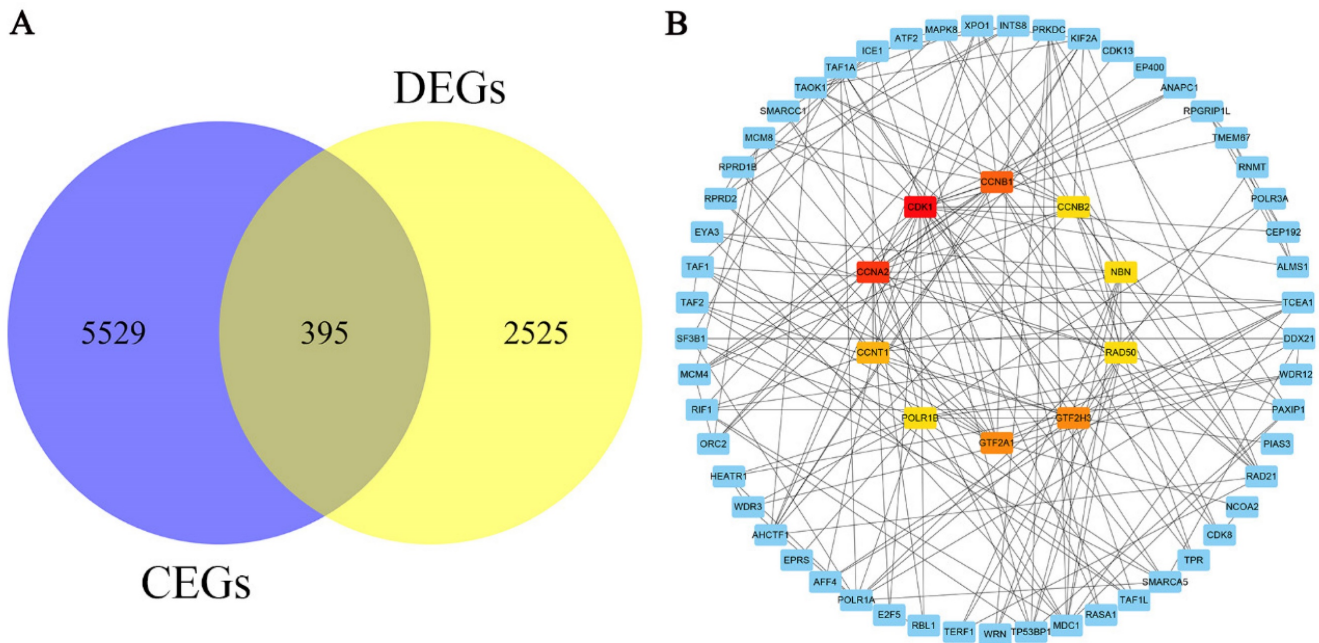 A
DEGs
5529
395
2525
CEGs
B
XPO1
INTS8
MAPK8
PRKDC
ATF2
KIF2A
ICE1
CDK13
TAF1A
EP400
TAOK1
ANAPC1
SMARCC1
RPGRIP1L
MCM8
TMEM67
RPRD1B
RNMT
RPRD2
POLR3A
EYA3
CEP192
TAF1
ALMS1
TAF2
TCEA1
SF3B1
DDX21
MCM4
WDR12
RIF1
PAXIP1
ORC2
PIAS3
HEATR1
RAD21
WDR3
NCOA2
AHCTF1
CDK8
EPRS
TPR
AFF4
SMARCA5
POLR1A
TAF1L
E2F5
RASA1
RBL1
MDC1
TERF1
WRN
TP53BP1
CCNB1
CDK1
CCNB2
CCNA2
NBN
CCNT1
RAD50
POLR1B
GTF2H3
GTF2A1